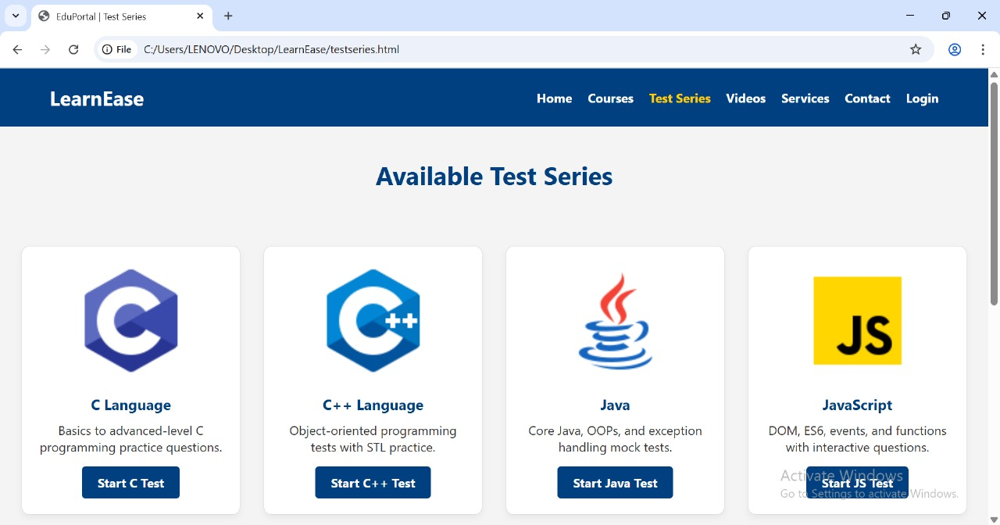 EduPortal | Test Series
File C:/Users/LENOVO/Desktop/LearnEase/testseries.html
LearnEase
Home Courses Test Series Videos Services Contact Login
Available Test Series
C
C++
JS
C Language
Basics to advanced-level C
programming practice questions.
Start C Test
C++ Language
Object-oriented programming
tests with STL practice.
Start C++ Test
Java
Core Java, OOPs, and exception
handling mock tests.
Start Java Test
JavaScript
DOM, ES6, events, and functions
with interactive questions.
Start JS Test
Activate Windows
Go to Settings to activate Windows.